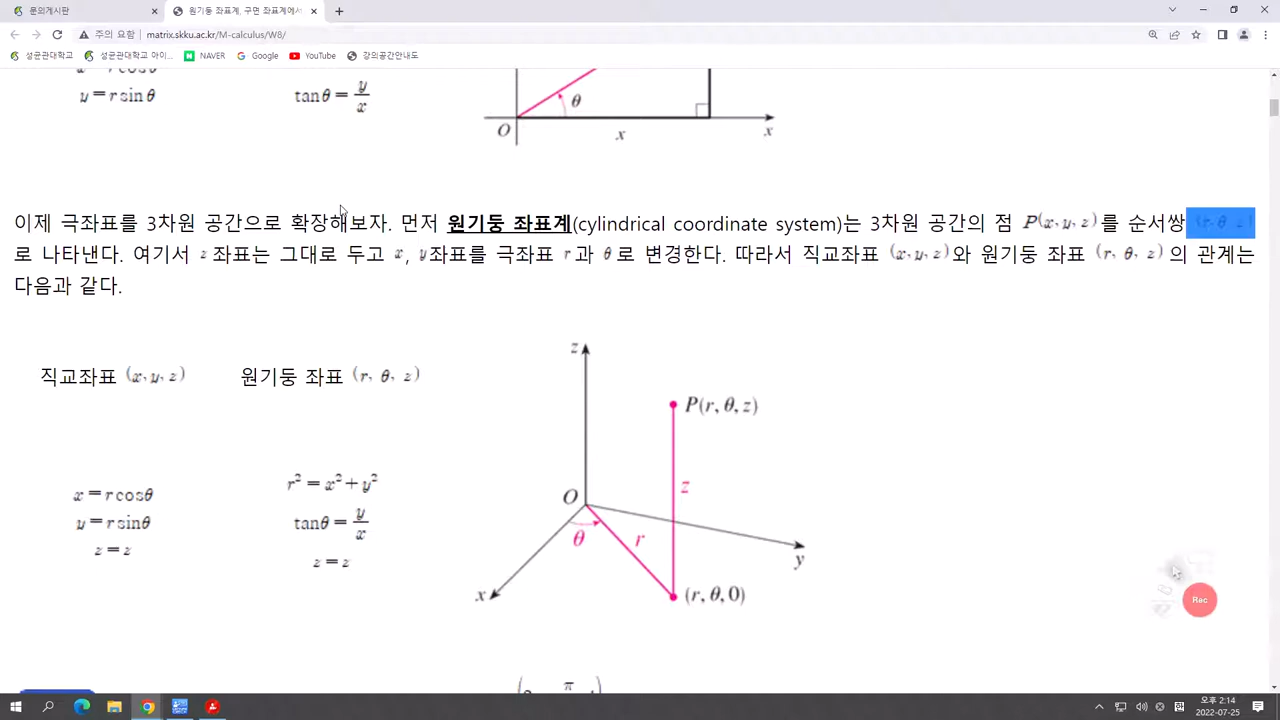 문의게시판
원기둥 좌표계, 구면 좌표계에서
주의 요함
matrix.skku.ac.kr/M-calculus/W8/
성균관대학교
성균관대학교 아이...
NAVER
Google
YouTube
강의공간안내도
y = r sin θ
tan θ = y/x
θ
O
x
x
이제 극좌표를 3차원 공간으로 확장해보자. 먼저 원기둥 좌표계(cylindrical coordinate system)는 3차원 공간의 점 P(x, y, z)를 순서쌍 (r, θ, z)
로 나타낸다. 여기서 z 좌표는 그대로 두고 x, y좌표를 극좌표 r과 θ로 변경한다. 따라서 직교좌표 (x, y, z)와 원기둥 좌표 (r, θ, z)의 관계는
다음과 같다.
직교좌표 (x, y, z)
원기둥 좌표 (r, θ, z)
x = r cosθ
y = r sinθ
z = z
r² = x² + y²
tanθ = y/x
z = z
z
P(r, θ, z)
z
O
θ
r
y
x
(r, θ, 0)
Rec
오후 2:14
2022-07-25